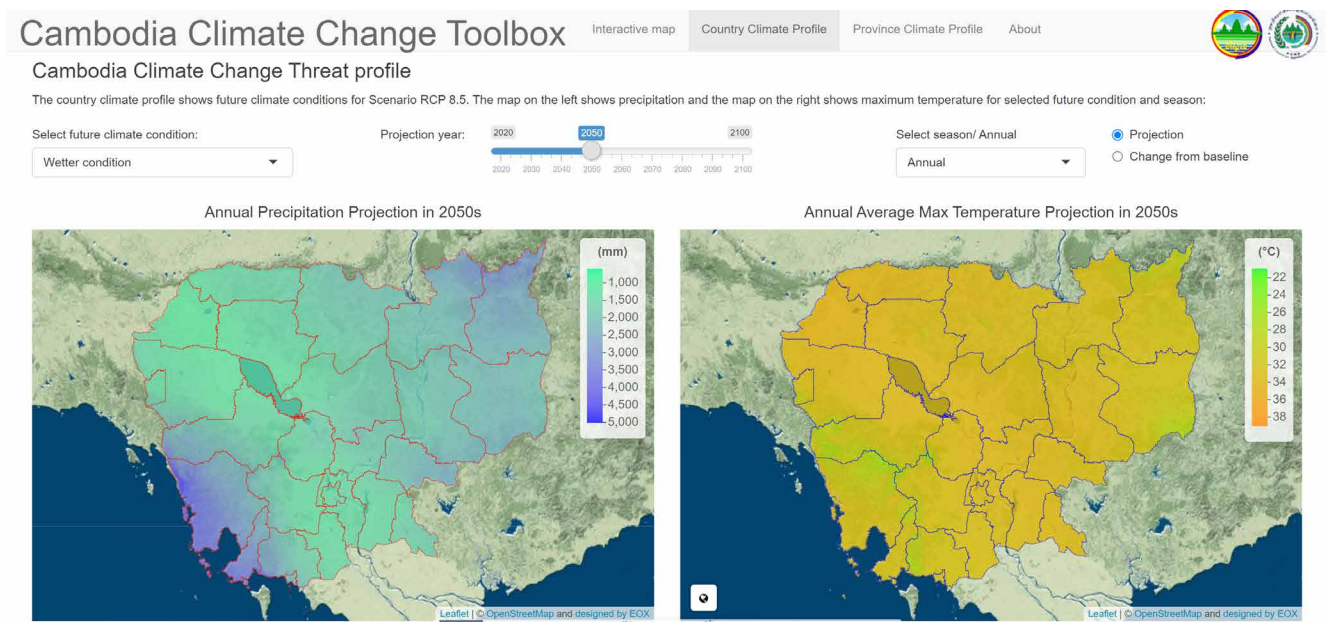 Cambodia Climate Change Toolbox
Interactive map
Country Climate Profile
Province Climate Profile
About
Cambodia Climate Change Threat profile
The country climate profile shows future climate conditions for Scenario RCP 8.5. The map on the left shows precipitation and the map on the right shows maximum temperature for selected future condition and season:
Select future climate condition:
Wetter condition
Projection year:
2020
2050
2100
2020 2030 2040 2050 2060 2070 2080 2090 2100
Select season/ Annual
Annual
Projection
Change from baseline
Annual Precipitation Projection in 2050s
(mm)
1,000
1,500
2,000
2,500
3,000
3,500
4,000
4,500
5,000
Leaflet | © OpenStreetMap and designed by EOX
Annual Average Max Temperature Projection in 2050s
(°C)
22
24
26
28
30
32
34
36
38
Leaflet | © OpenStreetMap and designed by EOX